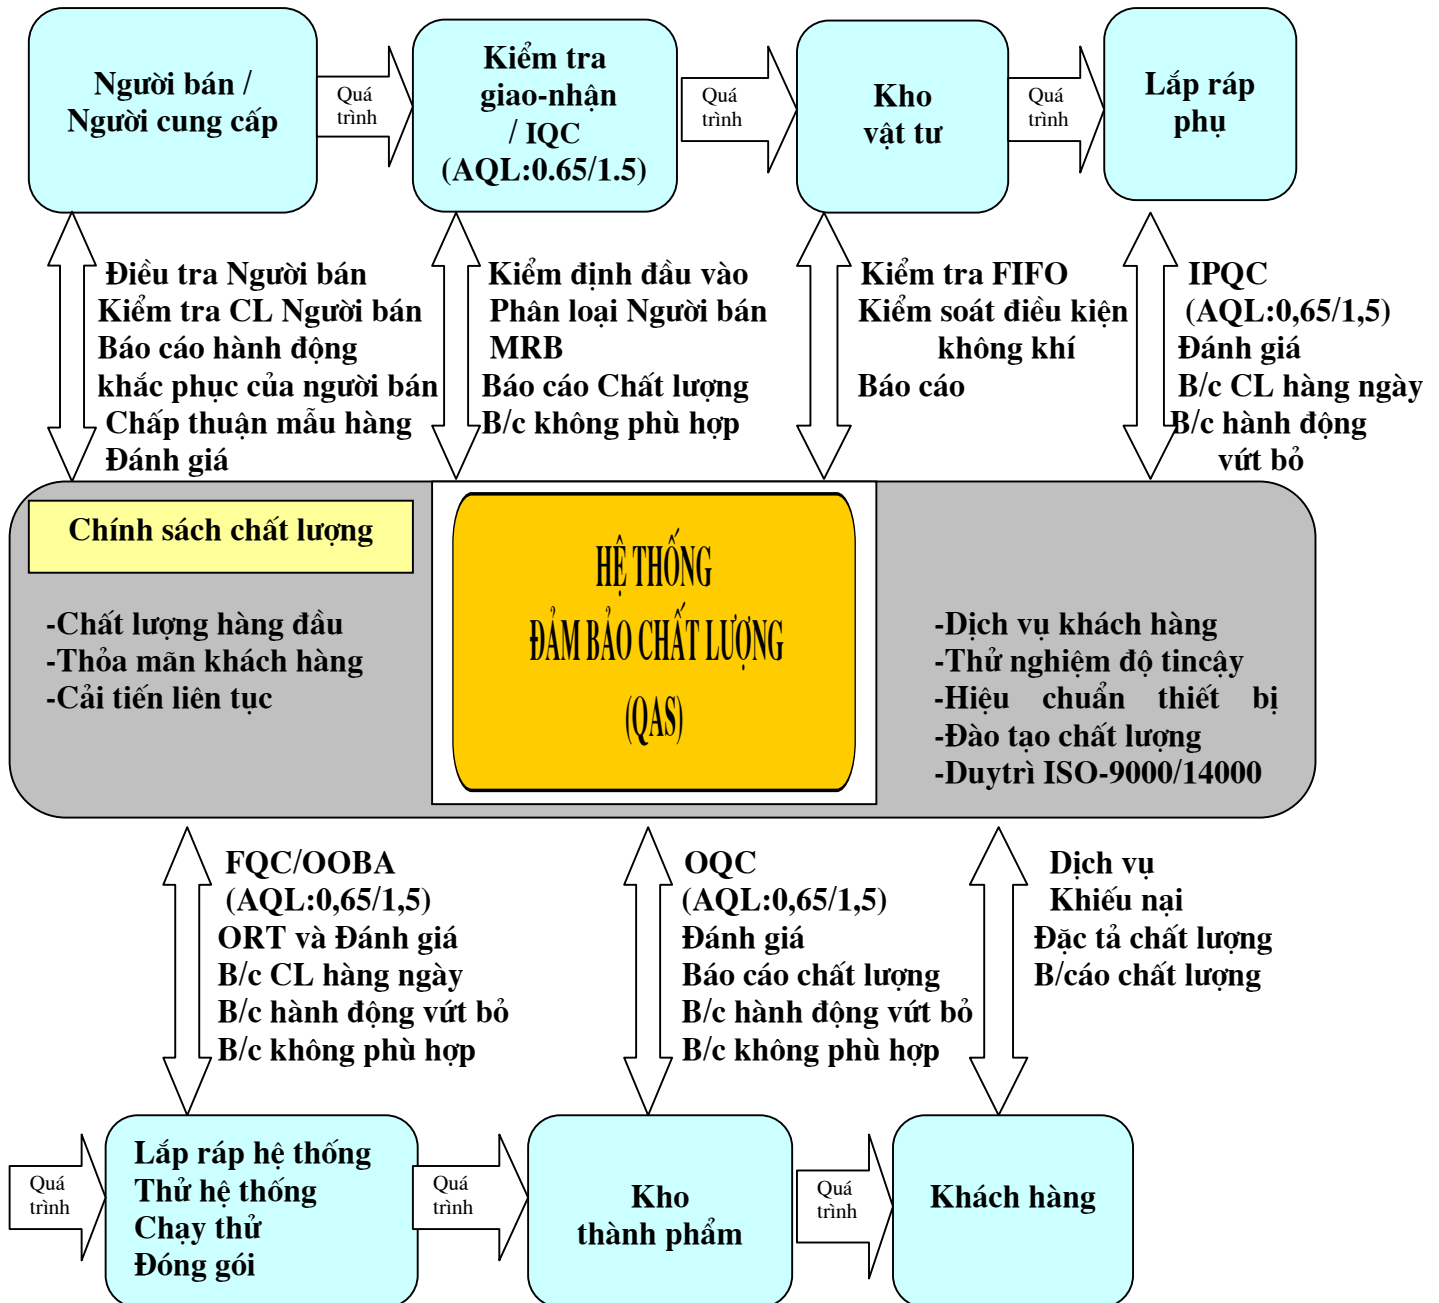 Người bán /
Người cung cấp
Quá
trình
Kiểm tra
giao-nhận
/ IQC
(AQL:0.65/1.5)
Quá
trình
Kho
vật tư
Quá
trình
Lắp ráp
phụ
Điều tra Người bán
Kiểm tra CL Người bán
Báo cáo hành động
khắc phục của người bán
Chấp thuận mẫu hàng
Đánh giá
Kiểm định đầu vào
Phân loại Người bán
MRB
Báo cáo Chất lượng
B/c không phù hợp
Kiểm tra FIFO
Kiểm soát điều kiện
không khí
Báo cáo
IPQC
(AQL:0,65/1,5)
Đánh giá
B/c CL hàng ngày
B/c hành động
vứt bỏ
Chính sách chất lượng
-Chất lượng hàng đầu
-Thỏa mãn khách hàng
-Cải tiến liên tục
HỆ THỐNG
ĐẢM BẢO CHẤT LƯỢNG
(QAS)
-Dịch vụ khách hàng
-Thử nghiệm độ tincậy
-Hiệu chuẩn thiết bị
-Đào tạo chất lượng
-Duytrì ISO-9000/14000
FQC/OOBA
(AQL:0,65/1,5)
ORT và Đánh giá
B/c CL hàng ngày
B/c hành động vứt bỏ
B/c không phù hợp
OQC
(AQL:0,65/1,5)
Đánh giá
Báo cáo chất lượng
B/c hành động vứt bỏ
B/c không phù hợp
Dịch vụ
Khiếu nại
Đặc tả chất lượng
B/cáo chất lượng
Quá
trình
Lắp ráp hệ thống
Thử hệ thống
Chạy thử
Đóng gói
Quá
trình
Kho
thành phẩm
Quá
trình
Khách hàng